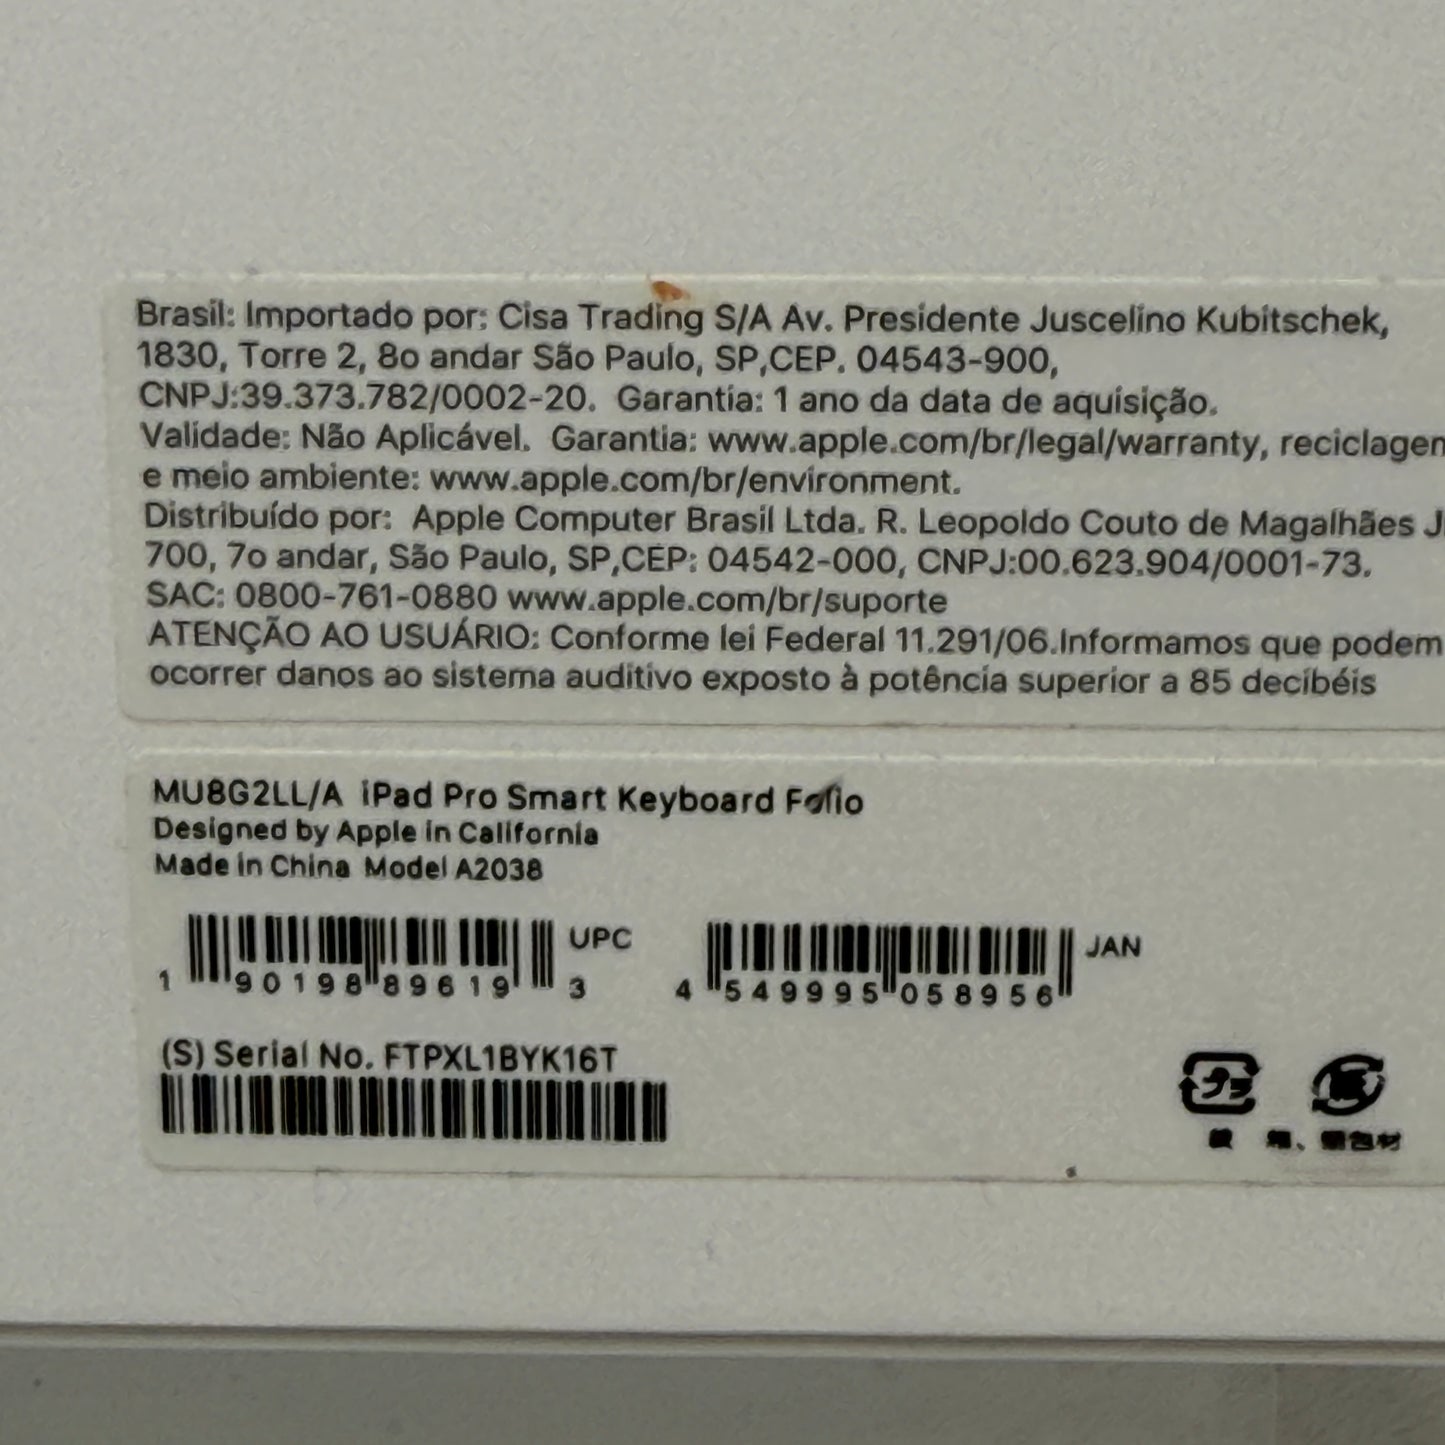 Brasil: Importado por: Cisa Trading S/A Av. Presidente Juscelino Kubitschek,
1830, Torre 2, 8o andar São Paulo, SP,CEP. 04543-900,
CNPJ:39.373.782/0002-20.  Garantia: 1 ano da data de aquisição.
Validade: Não Aplicável.  Garantia: www.apple.com/br/legal/warranty, reciclagem
e meio ambiente: www.apple.com/br/environment.
Distribuído por:  Apple Computer Brasil Ltda. R. Leopoldo Couto de Magalhães J
700, 7o andar, São Paulo, SP,CEP: 04542-000, CNPJ:00.623.904/0001-73.
SAC: 0800-761-0880 www.apple.com/br/suporte
ATENÇÃO AO USUÁRIO: Conforme lei Federal 11.291/06.Informamos que podem
ocorrer danos ao sistema auditivo exposto à potência superior a 85 decibéis
MU8G2LL/A  iPad Pro Smart Keyboard Folio
Designed by Apple in California
Made in China  Model A2038
UPC JAN
1 90198 89619 3 4 549995 058956
(S) Serial No. FTPXL1BYK16T
プラ
箱、個包材